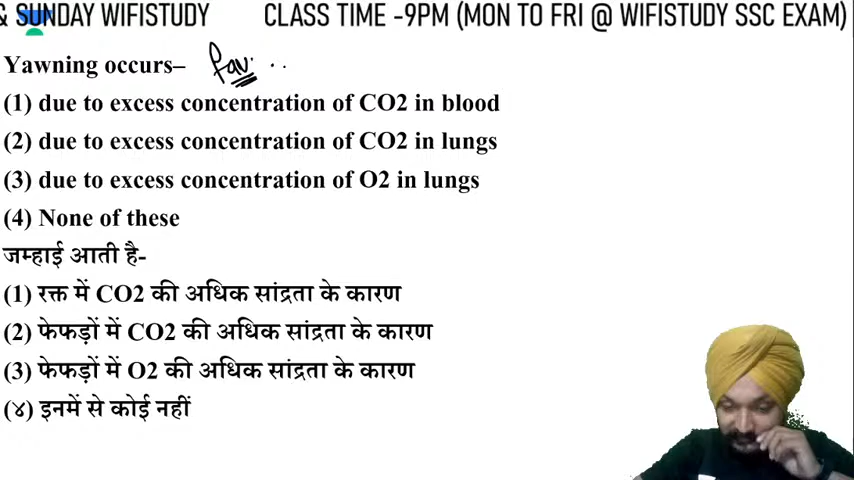 & SUNDAY WIFISTUDY CLASS TIME -9PM (MON TO FRI @ WIFISTUDY SSC EXAM)
Yawning occurs–
(1) due to excess concentration of CO2 in blood
(2) due to excess concentration of CO2 in lungs
(3) due to excess concentration of O2 in lungs
(4) None of these
जम्हाई आती है-
(1) रक्त में CO2 की अधिक सांद्रता के कारण
(2) फेफड़ों में CO2 की अधिक सांद्रता के कारण
(3) फेफड़ों में O2 की अधिक सांद्रता के कारण
(४) इनमें से कोई नहीं